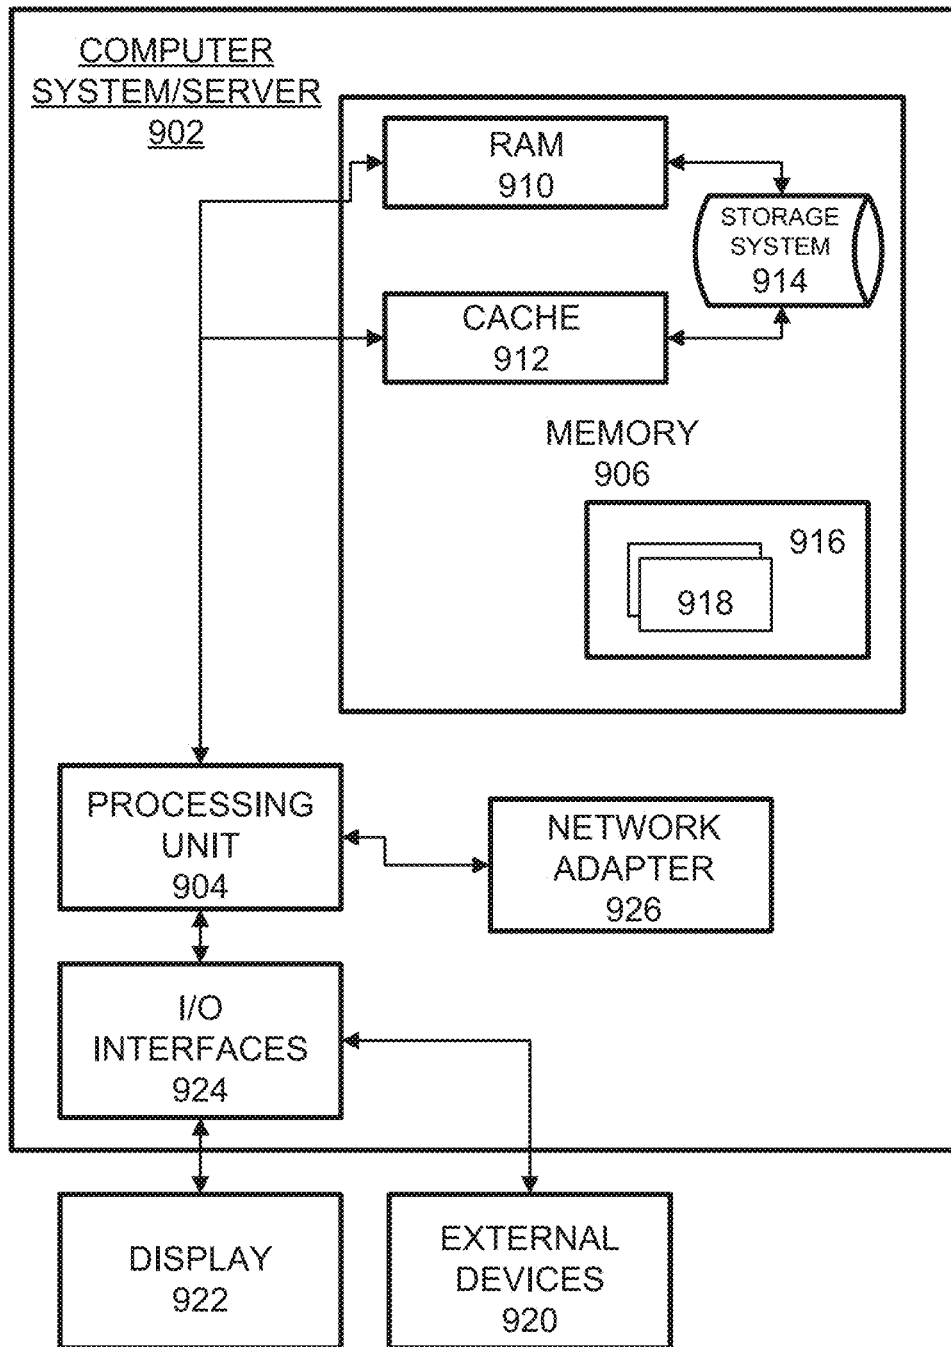 COMPUTER
SYSTEM/SERVER
902
RAM
910
STORAGE
SYSTEM
914
CACHE
912
MEMORY
906
916
918
PROCESSING
UNIT
904
NETWORK
ADAPTER
926
I/O
INTERFACES
924
DISPLAY
922
EXTERNAL
DEVICES
920